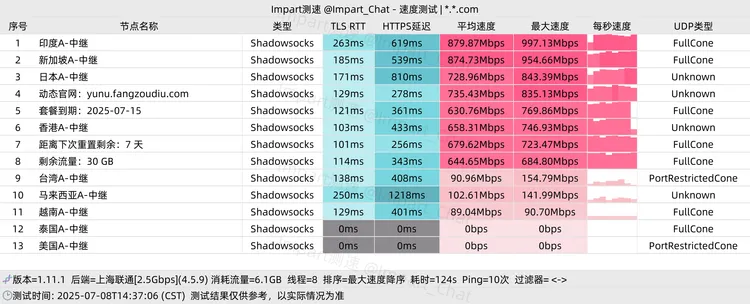 Impart测速 @Impart_Chat - 速度测试 |*.*.com
序号 节点名称 类型 TLS RTT HTTPS延迟 平均速度 最大速度 每秒速度 UDP类型
1 印度A-中继 Shadowsocks 263ms 619ms 879.87Mbps 997.13Mbps FullCone
2 新加坡A-中继 Shadowsocks 185ms 539ms 874.73Mbps 954.66Mbps FullCone
3 日本A-中继 Shadowsocks 171ms 810ms 728.96Mbps 843.39Mbps Unknown
4 动态官网：yunu.fangzoudiu.com Shadowsocks 129ms 278ms 735.43Mbps 835.13Mbps Unknown
5 套餐到期：2025-07-15 Shadowsocks 121ms 361ms 630.76Mbps 769.86Mbps FullCone
6 香港A-中继 Shadowsocks 103ms 433ms 658.31Mbps 746.93Mbps Unknown
7 距离下次重置剩余：7 天 Shadowsocks 101ms 256ms 679.62Mbps 723.47Mbps FullCone
8 剩余流量：30 GB Shadowsocks 114ms 343ms 644.65Mbps 684.80Mbps FullCone
9 台湾A-中继 Shadowsocks 138ms 408ms 90.96Mbps 154.79Mbps PortRestrictedCone
10 马来西亚A-中继 Shadowsocks 250ms 1218ms 102.61Mbps 141.99Mbps Unknown
11 越南A-中继 Shadowsocks 129ms 401ms 89.04Mbps 90.70Mbps FullCone
12 泰国A-中继 Shadowsocks 0ms 0ms 0bps 0bps FullCone
13 美国A-中继 Shadowsocks 0ms 0ms 0bps 0bps PortRestrictedCone
版本=1.11.1 后端=上海联通[2.5Gbps](4.5.9) 消耗流量=6.1GB 线程=8 排序=最大速度降序 耗时=124s Ping=10次 过滤器= <->
测试时间: 2025-07-08T14:37:06 (CST) 测试结果仅供参考，以实际情况为准